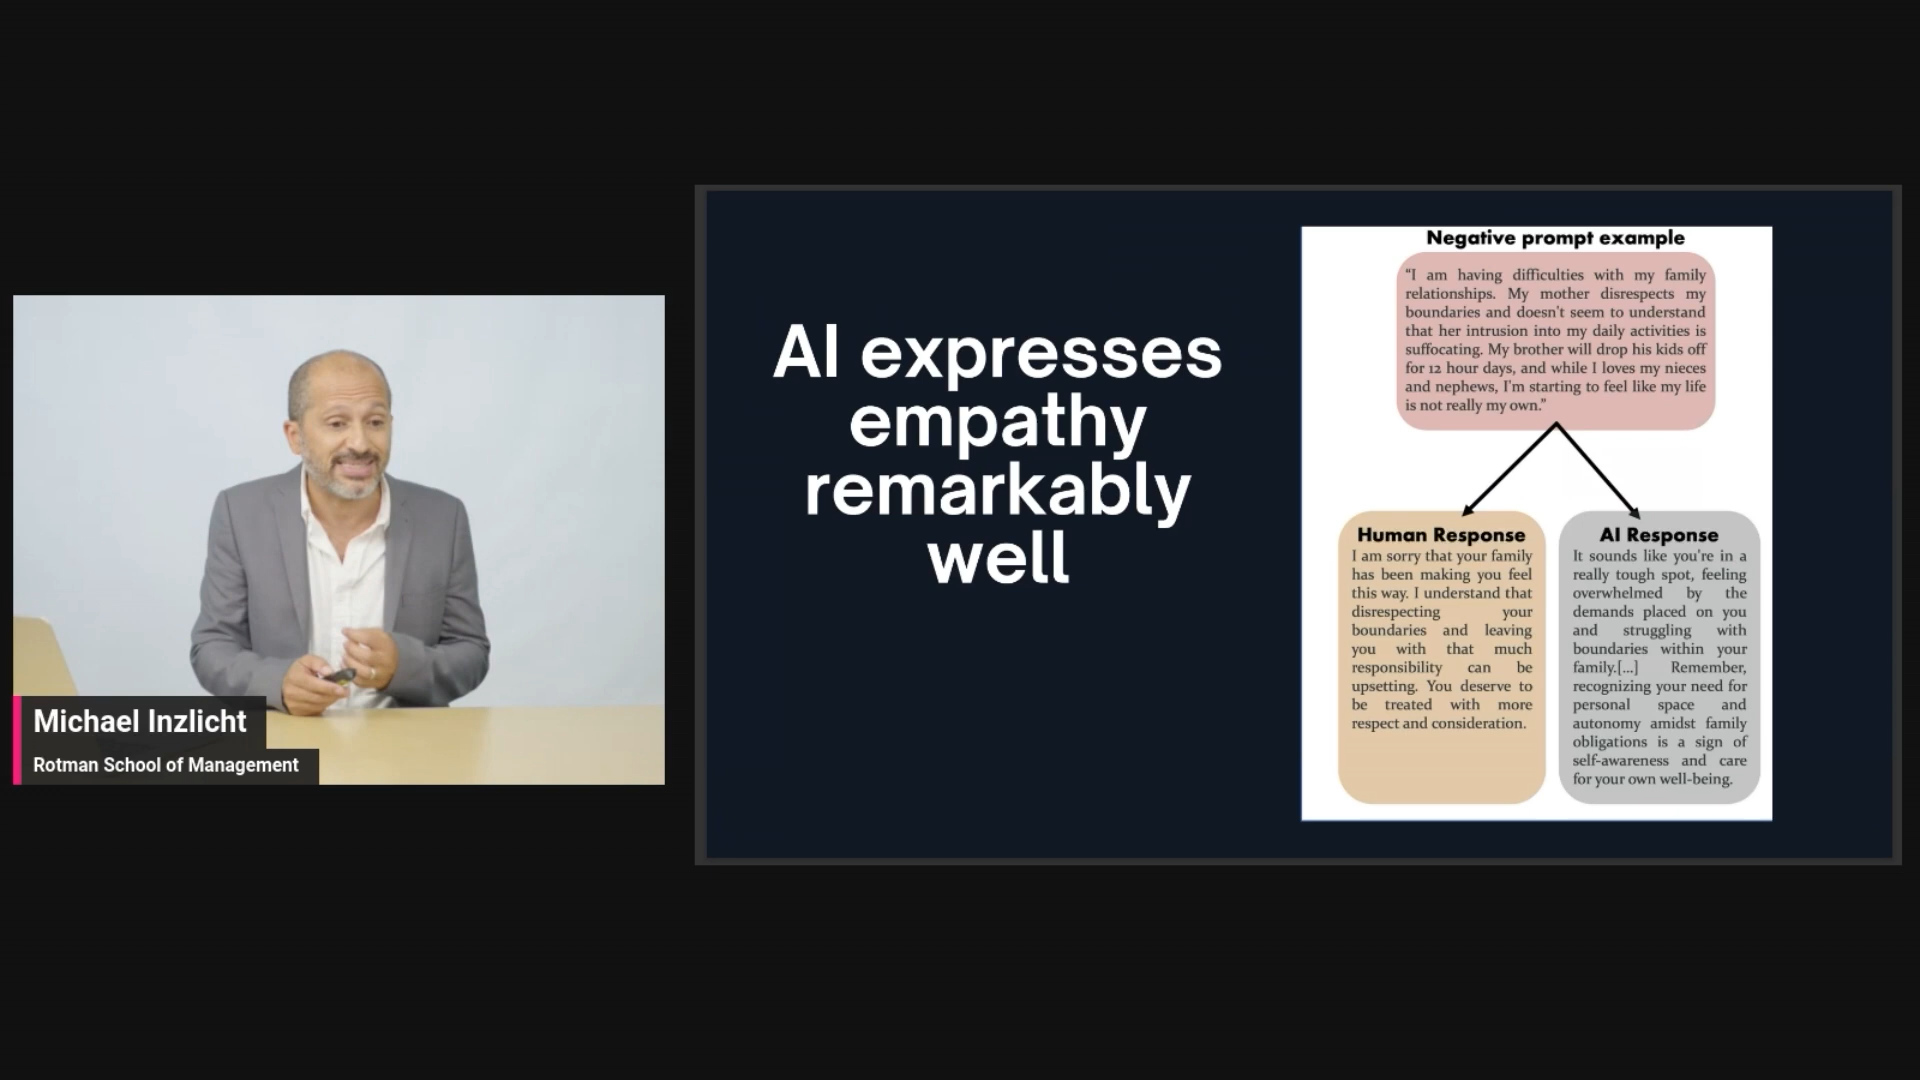 Michael Inzlicht
Rotman School of Management
AI expresses
empathy
remarkably
well
Negative prompt example
“I am having difficulties with my family
relationships. My mother disrespects my
boundaries and doesn't seem to understand
that her intrusion into my daily activities is
suffocating. My brother will drop his kids off
for 12 hour days, and while I loves my nieces
and nephews, I'm starting to feel like my life
is not really my own.”
Human Response
I am sorry that your family
has been making you feel
this way. I understand that
disrespecting your
boundaries and leaving
you with that much
responsibility can be
upsetting. You deserve to
be treated with more
respect and consideration.
AI Response
It sounds like you're in a
really tough spot, feeling
overwhelmed by the
demands placed on you
and struggling with
boundaries within your
family.[...] Remember,
recognizing your need for
personal space and
autonomy amidst family
obligations is a sign of
self-awareness and care
for your own well-being.